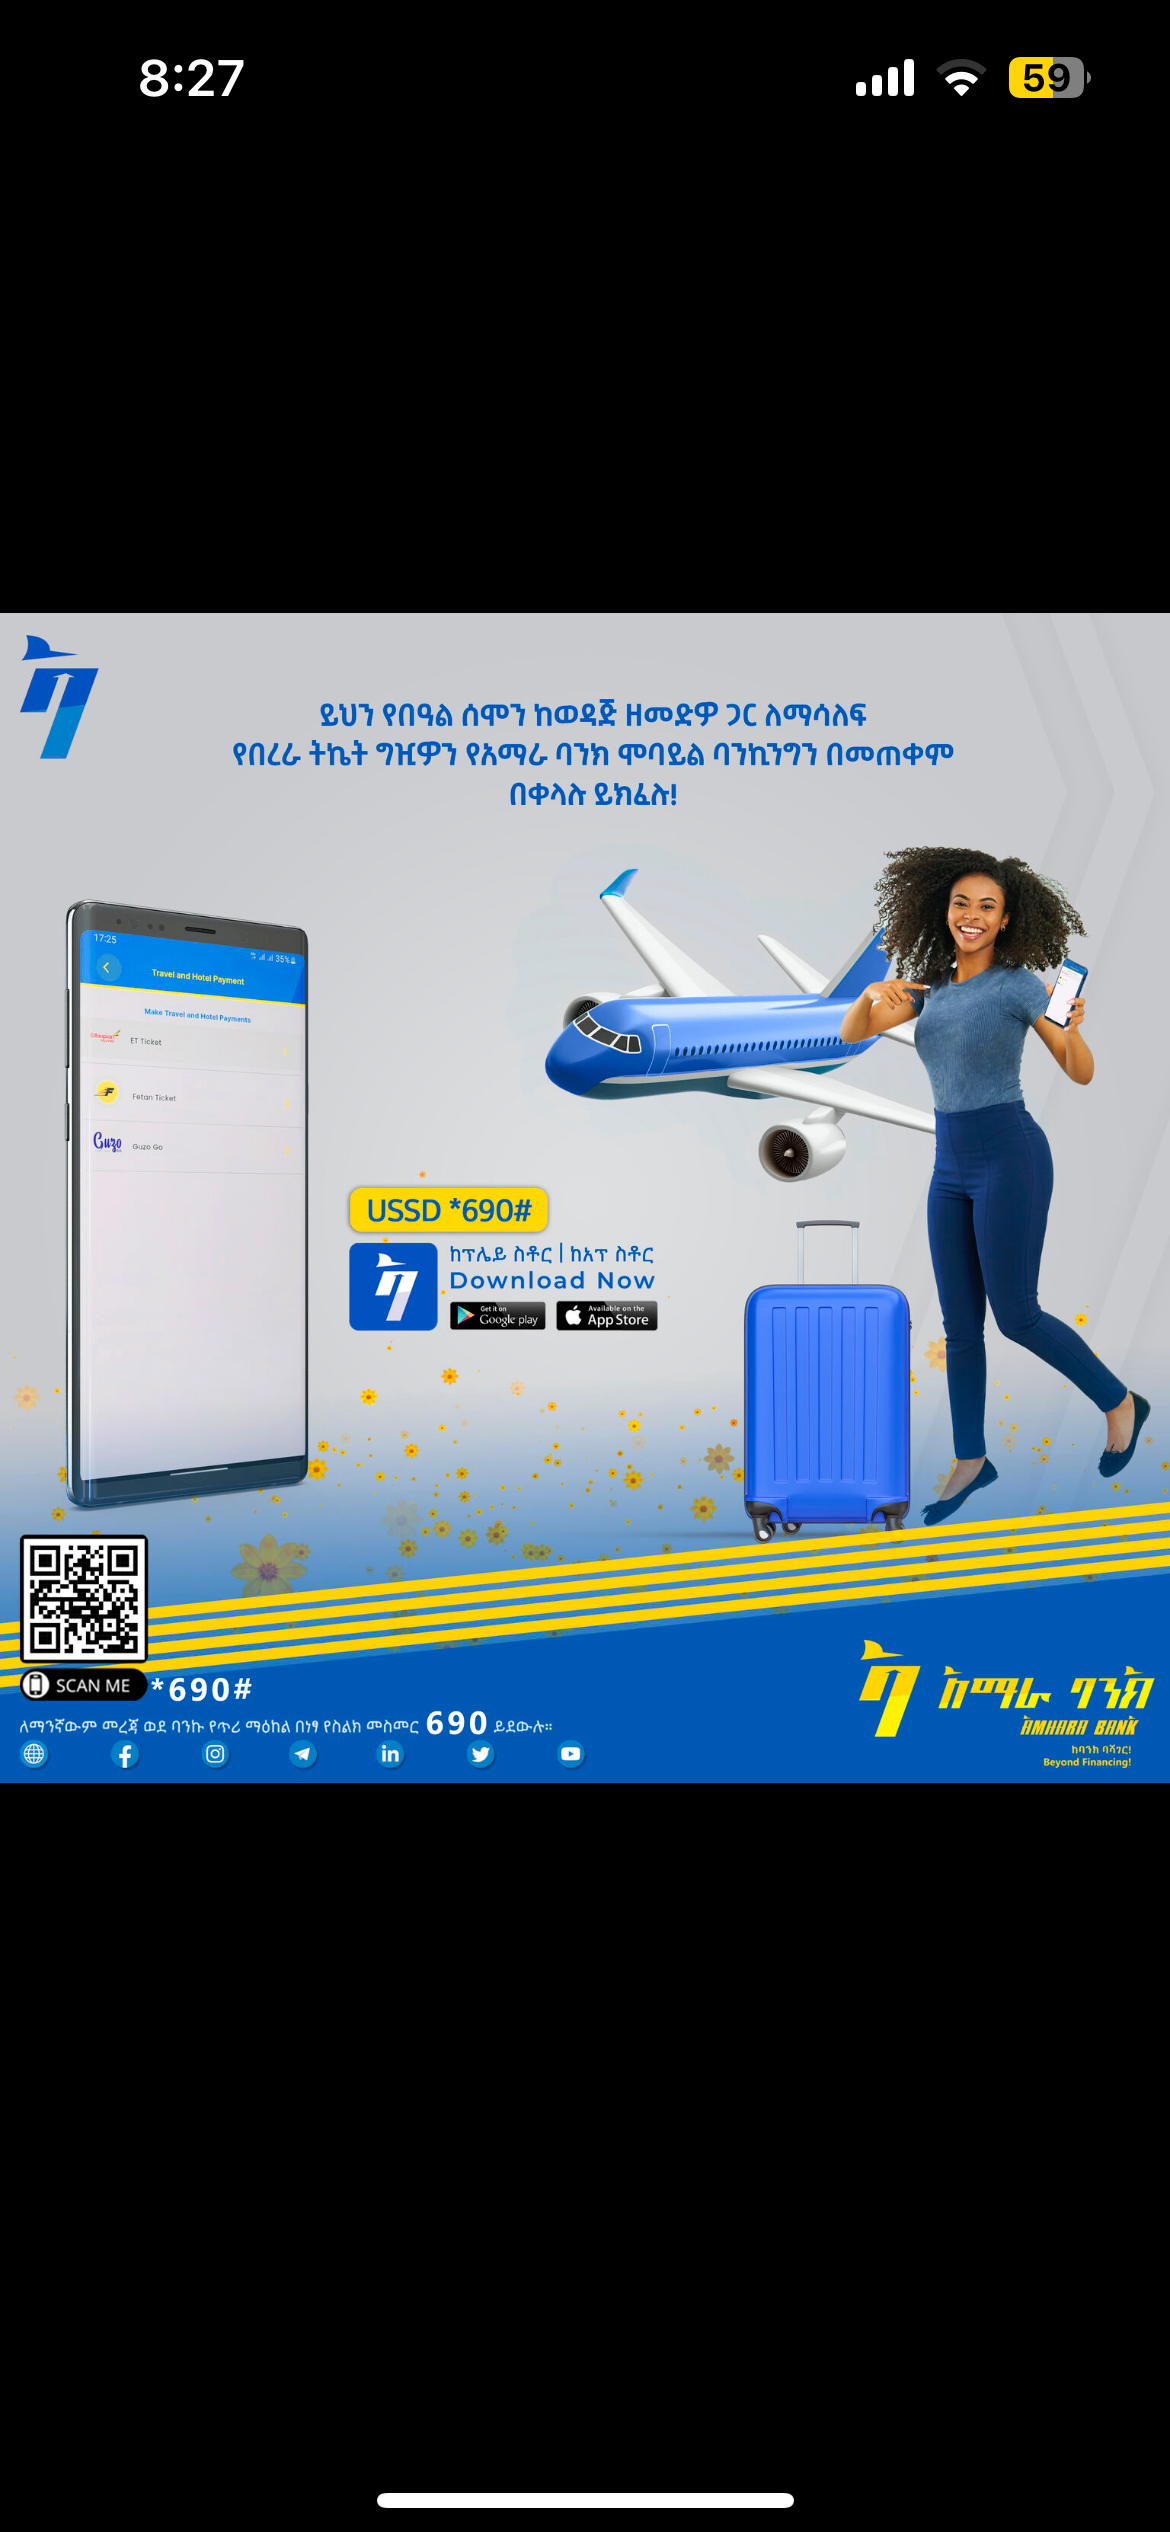 8:27
59
ይህን የበዓል ሰሞን ከወዳጅ ዘመድዎ ጋር ለማሳለፍ
የበረራ ትኬት ግዢዎን የአማራ ባንክ ሞባይል ባንኪንግን በመጠቀም
በቀላሉ ይክፈሉ!
17:25
35%
Travel and Hotel Payment
Make Travel and Hotel Payments
ET Ticket
Fetan Ticket
Guzo
Guzo Go
USSD *690#
ከፕሌይ ስቶር | ከአፕ ስቶር
Download Now
Get it on
Google play
Available on the
App Store
SCAN ME
*690#
ለማንኛውም መረጃ ወደ ባንኩ የጥሪ ማዕከል በነፃ የስልክ መስመር 690 ይደውሉ።
አማራ ባንክ
AMHARA BANK
ከባንክ ባሻገር!
Beyond Financing!